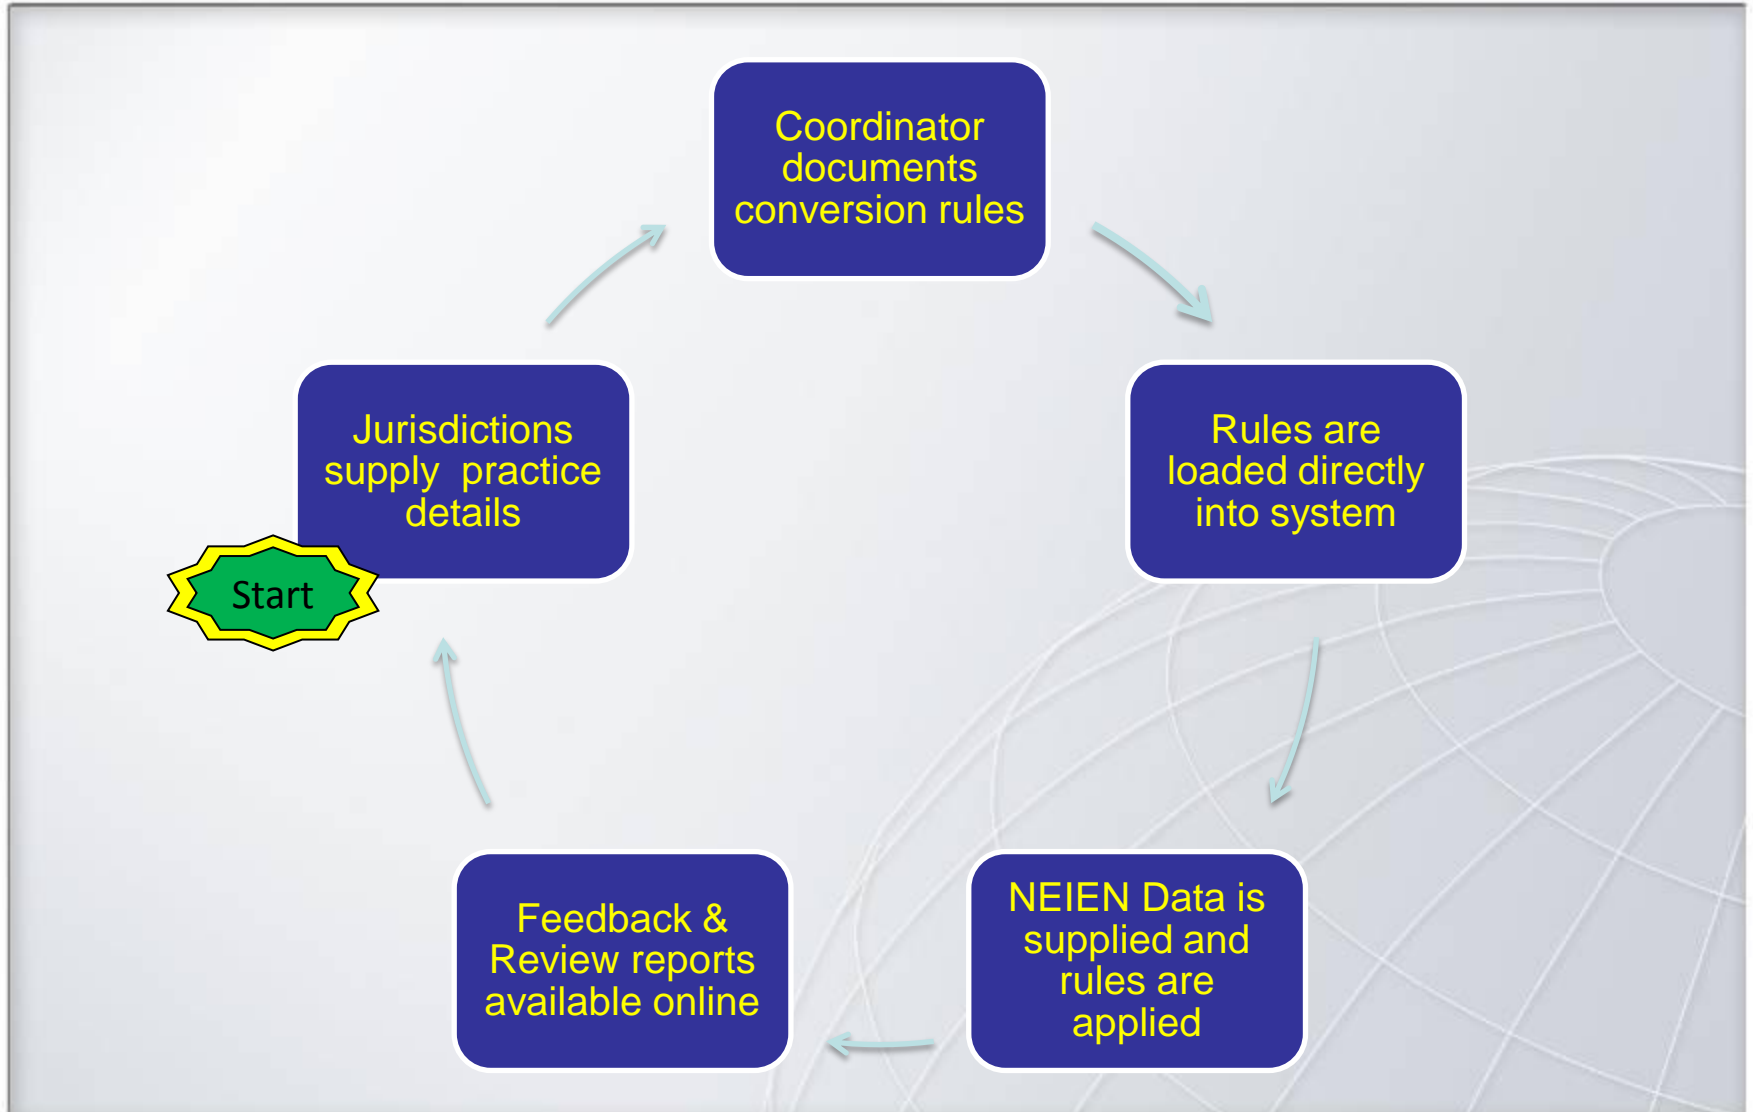 Coordinator
documents
conversion rules
Jurisdictions
supply  practice
details
Rules are
loaded directly
into system
Start
Feedback &
Review reports
available online
NEIEN Data is
supplied and
rules are
applied